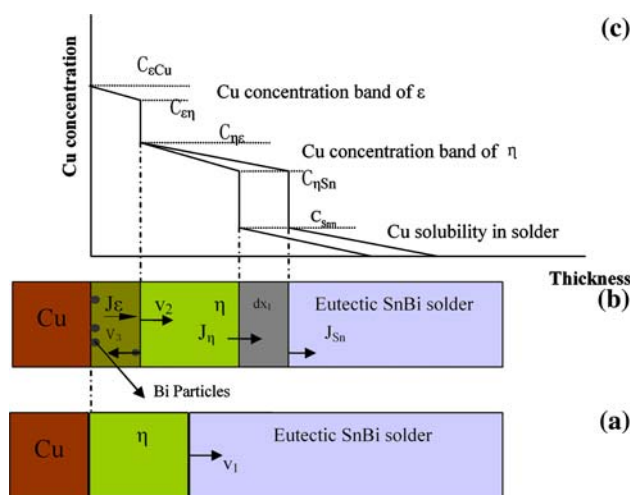 (c)
Cu concentration
CεCu
Cu concentration band of ε
Cεη
Cηε
Cu concentration band of η
CηSn
CSnη
Cu solubility in solder
Thickness
(b)
Cu
Jε
V3
V2
η
Jη
dx1
Eutectic SnBi solder
JSn
Bi Particles
(a)
Cu
η
Eutectic SnBi solder
V1